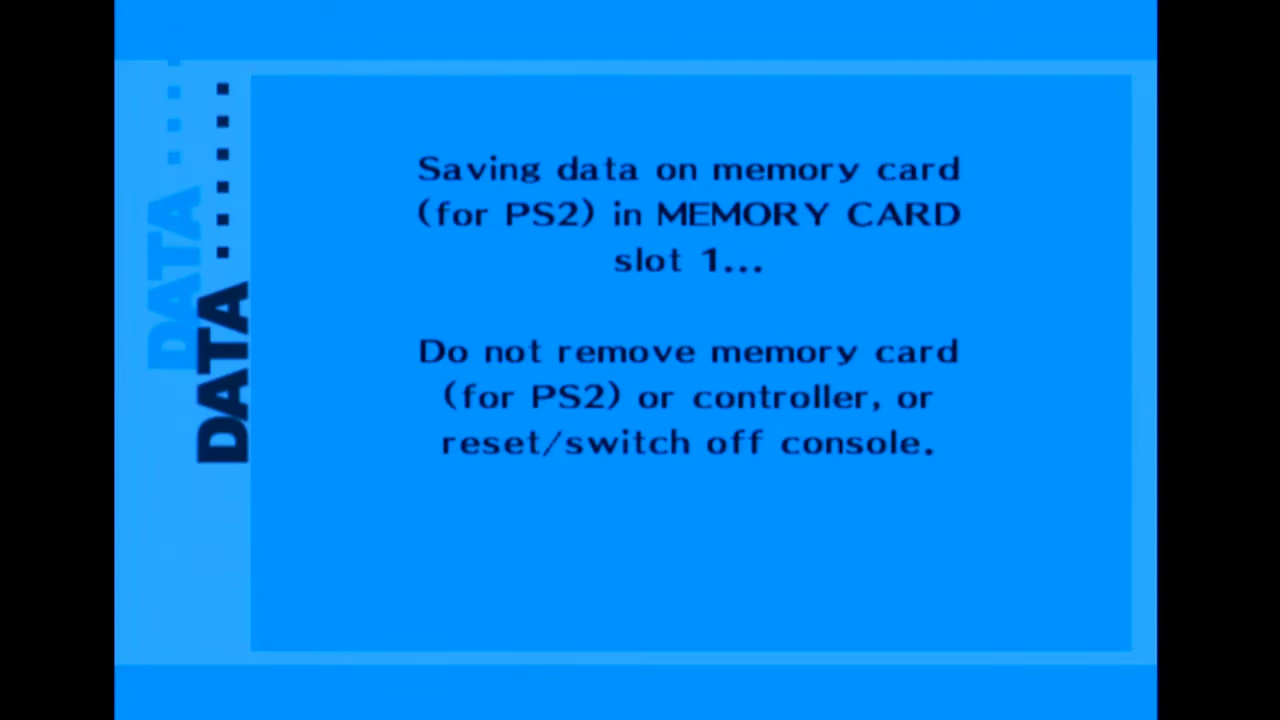 DATA ......
DATA ....
Saving data on memory card
(for PS2) in MEMORY CARD
slot 1...
Do not remove memory card
(for PS2) or controller, or
reset/switch off console.